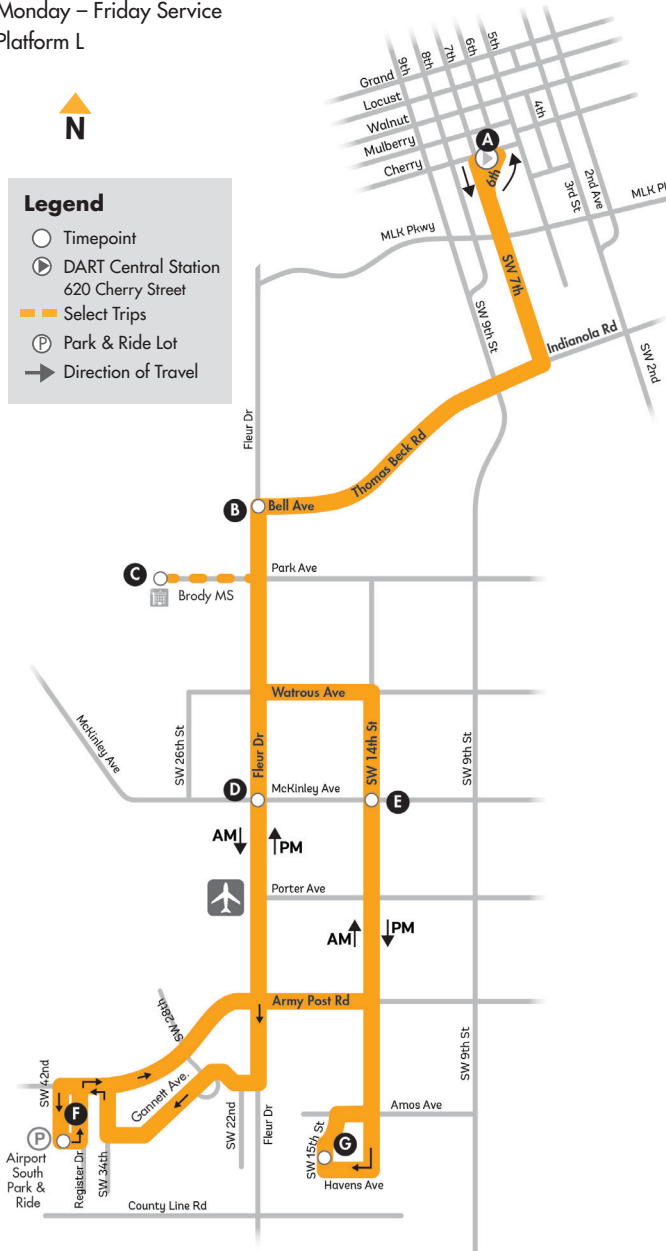 Monday – Friday Service
Platform L
N
Legend
Timepoint
DART Central Station
620 Cherry Street
Select Trips
P
Park & Ride Lot
Direction of Travel
9th
8th
7th
6th
5th
Grand
Locust
Walnut
Mulberry
Cherry
4th
A
6th
3rd St
2nd Ave
MLK Pkwy
MLK Pk
SW 7th
SW 9th St
Indianola Rd
SW 2nd
Fleur Dr
Thomas Beck Rd
B
Bell Ave
C
Park Ave
Brody MS
Watrous Ave
McKinley Ave
SW 26th St
Fleur Dr
SW 14th St
SW 9th St
D
McKinley Ave
E
AM
PM
Porter Ave
AM
PM
Army Post Rd
SW 28th
SW 42nd
Gannett Ave.
F
SW 22nd
Fleur Dr
SW 9th St
Amos Ave
SW 15th St
G
P
Airport
South
Park &
Ride
Register Dr
SW 34th
Havens Ave
County Line Rd